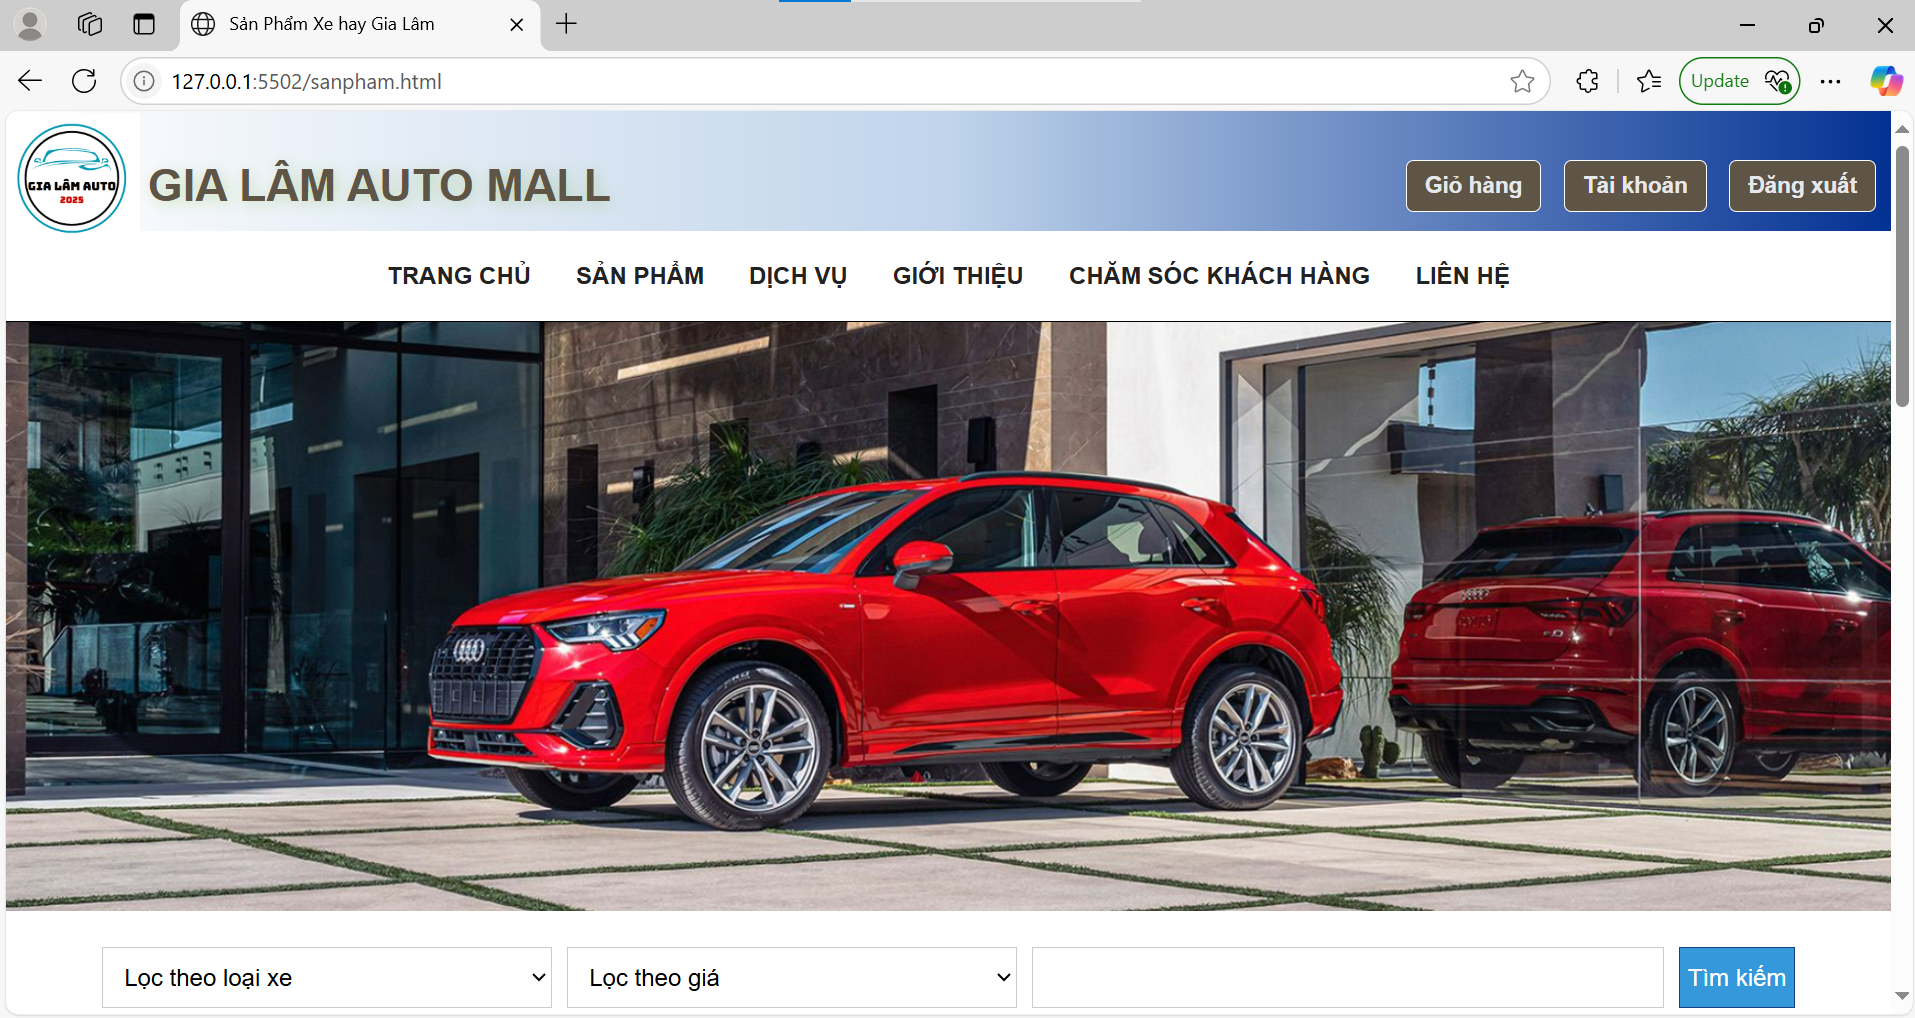 Sản Phẩm Xe hay Gia Lâm
127.0.0.1:5502/sanpham.html
Update
GIA LÂM AUTO
2025
GIA LÂM AUTO MALL
Giỏ hàng
Tài khoản
Đăng xuất
TRANG CHỦ
SẢN PHẨM
DỊCH VỤ
GIỚI THIỆU
CHĂM SÓC KHÁCH HÀNG
LIÊN HỆ
Lọc theo loại xe
Lọc theo giá
Tìm kiếm